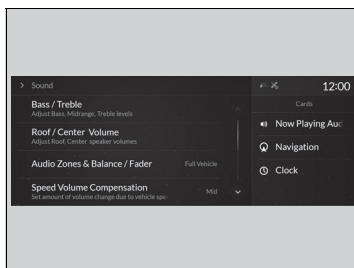 > Sound
12:00
Bass / Treble
Adjust Bass, Midrange, Treble levels
Cards
Roof / Center Volume
Adjust Roof, Center speaker volumes
Now Playing Aud
Audio Zones & Balance / Fader
Full Vehicle
Navigation
Speed Volume Compensation
Set amount of volume change due to vehicle spe
Mid
Clock